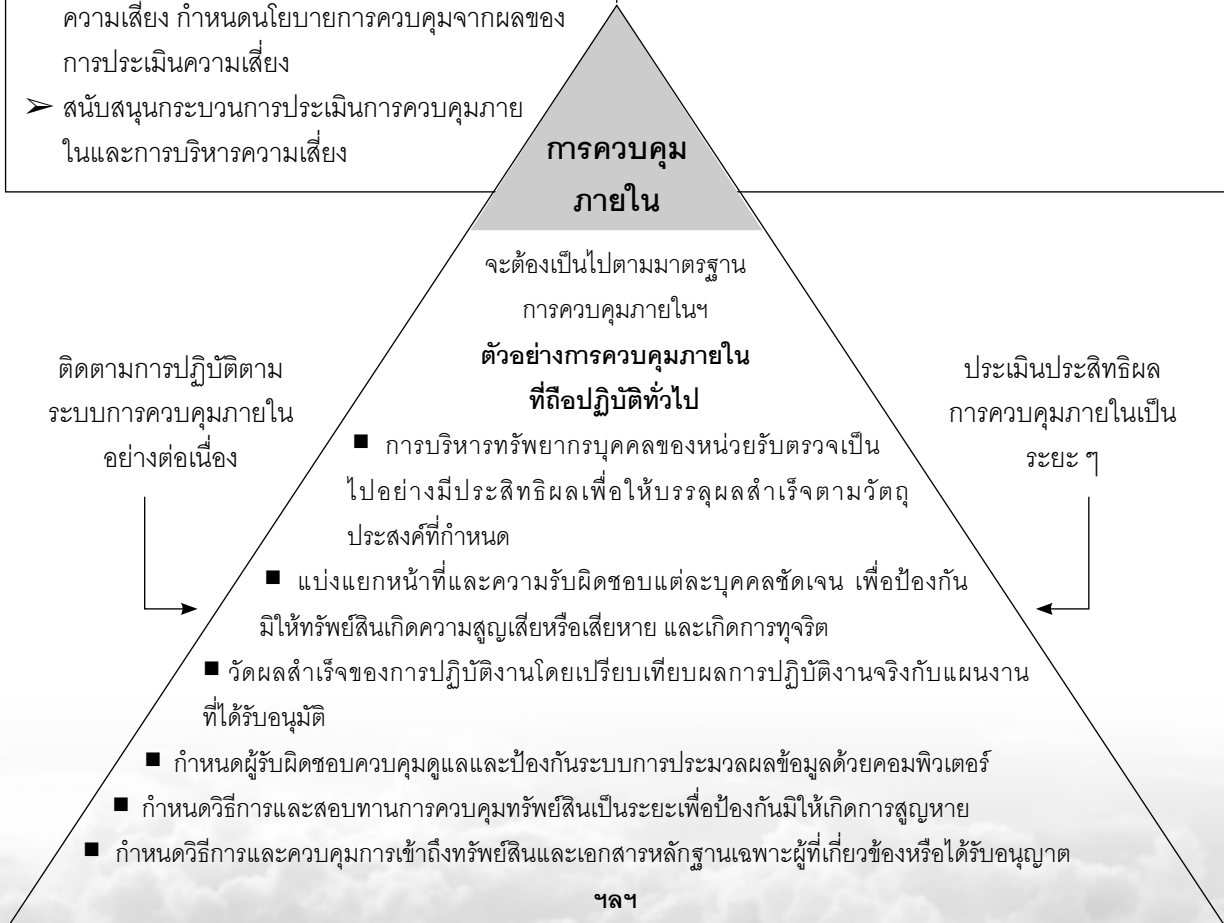 ความเสี่ยง กำหนดนโยบายการควบคุมจากผลของ
การประเมินความเสี่ยง
➢ สนับสนุนกระบวนการประเมินการควบคุมภาย
ในและการบริหารความเสี่ยง
การควบคุม
ภายใน
จะต้องเป็นไปตามมาตรฐาน
การควบคุมภายในฯ
ตัวอย่างการควบคุมภายใน
ที่ถือปฏิบัติทั่วไป
ติดตามการปฏิบัติตาม
ระบบการควบคุมภายใน
อย่างต่อเนื่อง
ประเมินประสิทธิผล
การควบคุมภายในเป็น
ระยะ ๆ
■ การบริหารทรัพยากรบุคคลของหน่วยรับตรวจเป็น
ไปอย่างมีประสิทธิผลเพื่อให้บรรลุผลสำเร็จตามวัตถุ
ประสงค์ที่กำหนด
■ แบ่งแยกหน้าที่และความรับผิดชอบแต่ละบุคคลชัดเจน เพื่อป้องกัน
มิให้ทรัพย์สินเกิดความสูญเสียหรือเสียหาย และเกิดการทุจริต
■ วัดผลสำเร็จของการปฏิบัติงานโดยเปรียบเทียบผลการปฏิบัติงานจริงกับแผนงาน
ที่ได้รับอนุมัติ
■ กำหนดผู้รับผิดชอบควบคุมดูแลและป้องกันระบบการประมวลผลข้อมูลด้วยคอมพิวเตอร์
■ กำหนดวิธีการและสอบทานการควบคุมทรัพย์สินเป็นระยะเพื่อป้องกันมิให้เกิดการสูญหาย
■ กำหนดวิธีการและควบคุมการเข้าถึงทรัพย์สินและเอกสารหลักฐานเฉพาะผู้ที่เกี่ยวข้องหรือได้รับอนุญาต
ฯลฯ